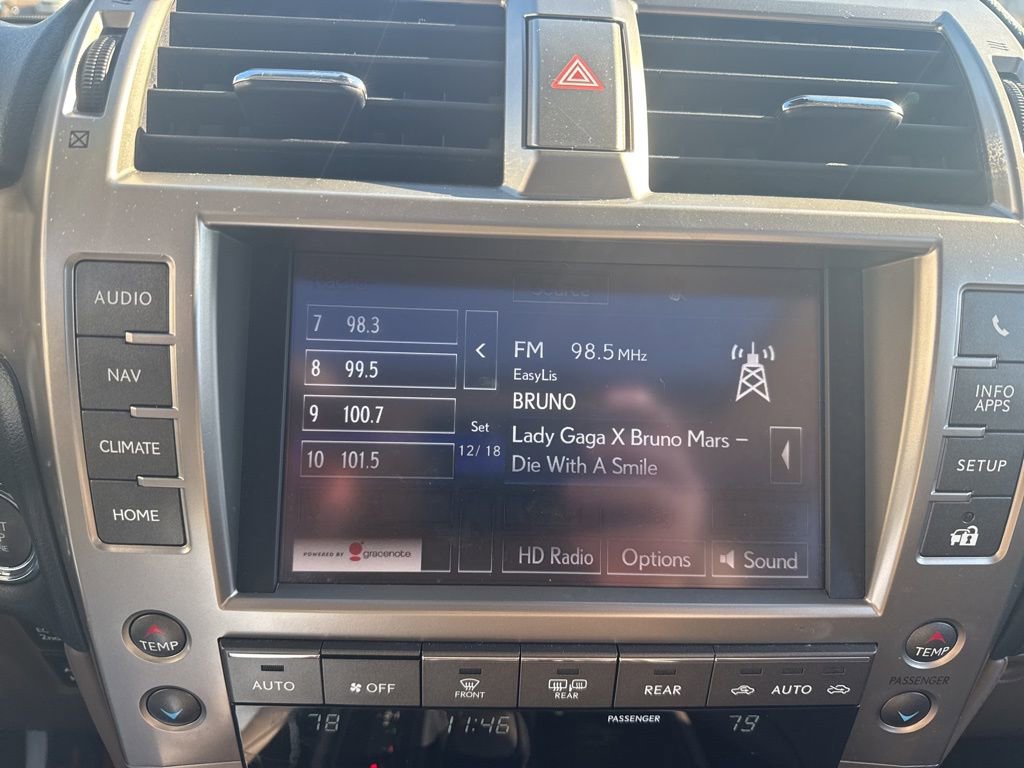 Source
AUDIO
NAV
CLIMATE
HOME
7 98.3
8 99.5
9 100.7
10 101.5
<
Set
12/18
FM 98.5 MHz
EasyLis
BRUNO
Lady Gaga X Bruno Mars –
Die With A Smile
POWERED BY gracenote
HD Radio
Options
Sound
INFO
APPS
SETUP
TEMP
TEMP
PASSENGER
AUTO
OFF
FRONT
REAR
REAR
AUTO
78
11:46
PASSENGER
79